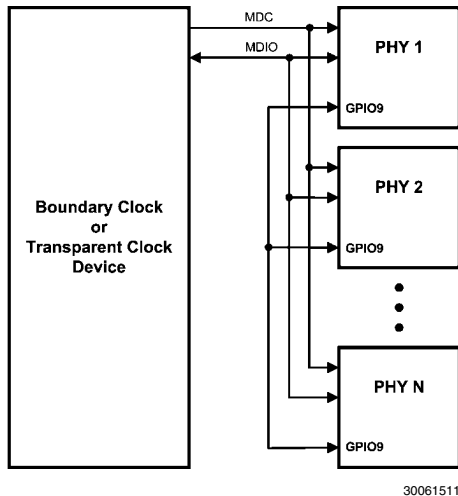 MDC
MDIO
PHY 1
GPIO9
PHY 2
GPIO9
Boundary Clock
or
Transparent Clock
Device
PHY N
GPIO9
30061511